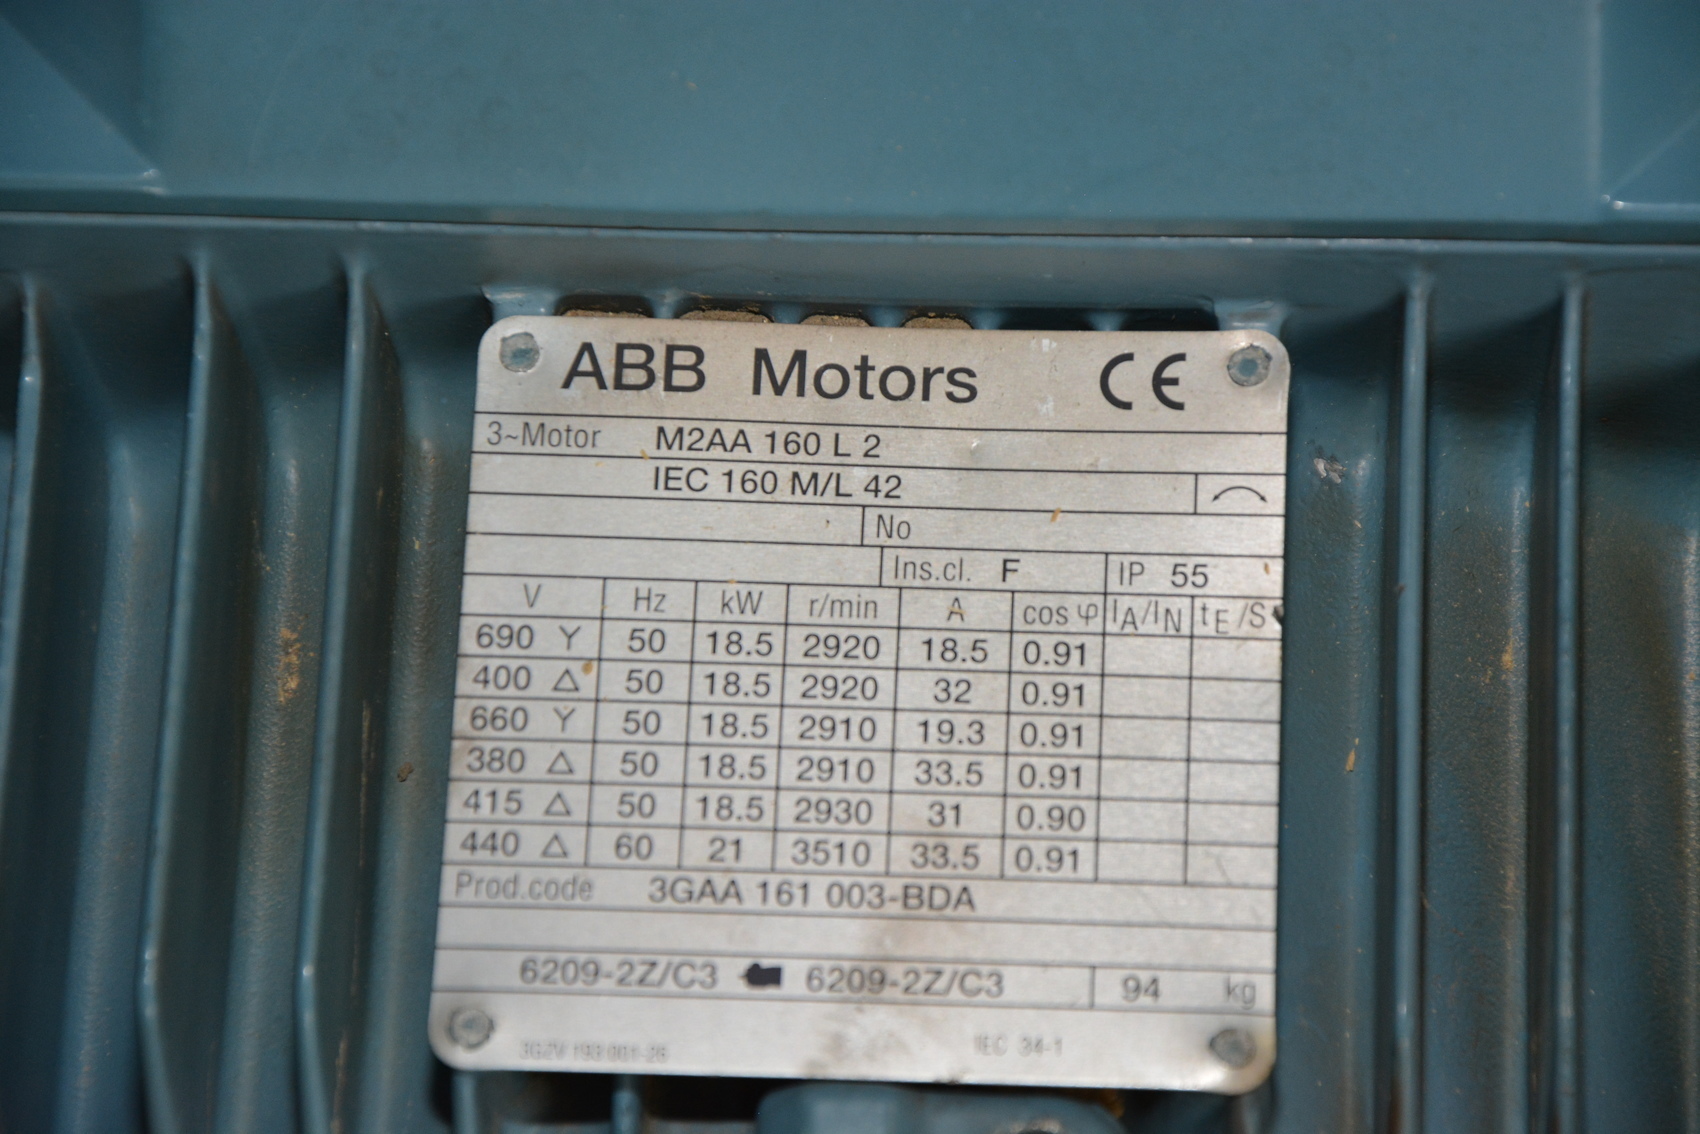 ABB Motors CE
3~Motor M2AA 160 L 2
IEC 160 M/L 42
No
Ins.cl. F IP 55
V Hz kW r/min A cos φ IA/IN tE/S
690 Y 50 18.5 2920 18.5 0.91
400 △ 50 18.5 2920 32 0.91
660 Y 50 18.5 2910 19.3 0.91
380 △ 50 18.5 2910 33.5 0.91
415 △ 50 18.5 2930 31 0.90
440 △ 60 21 3510 33.5 0.91
Prod.code 3GAA 161 003-BDA
6209-2Z/C3 6209-2Z/C3 94 kg
3GZV 193 001-26 IEC 34-1